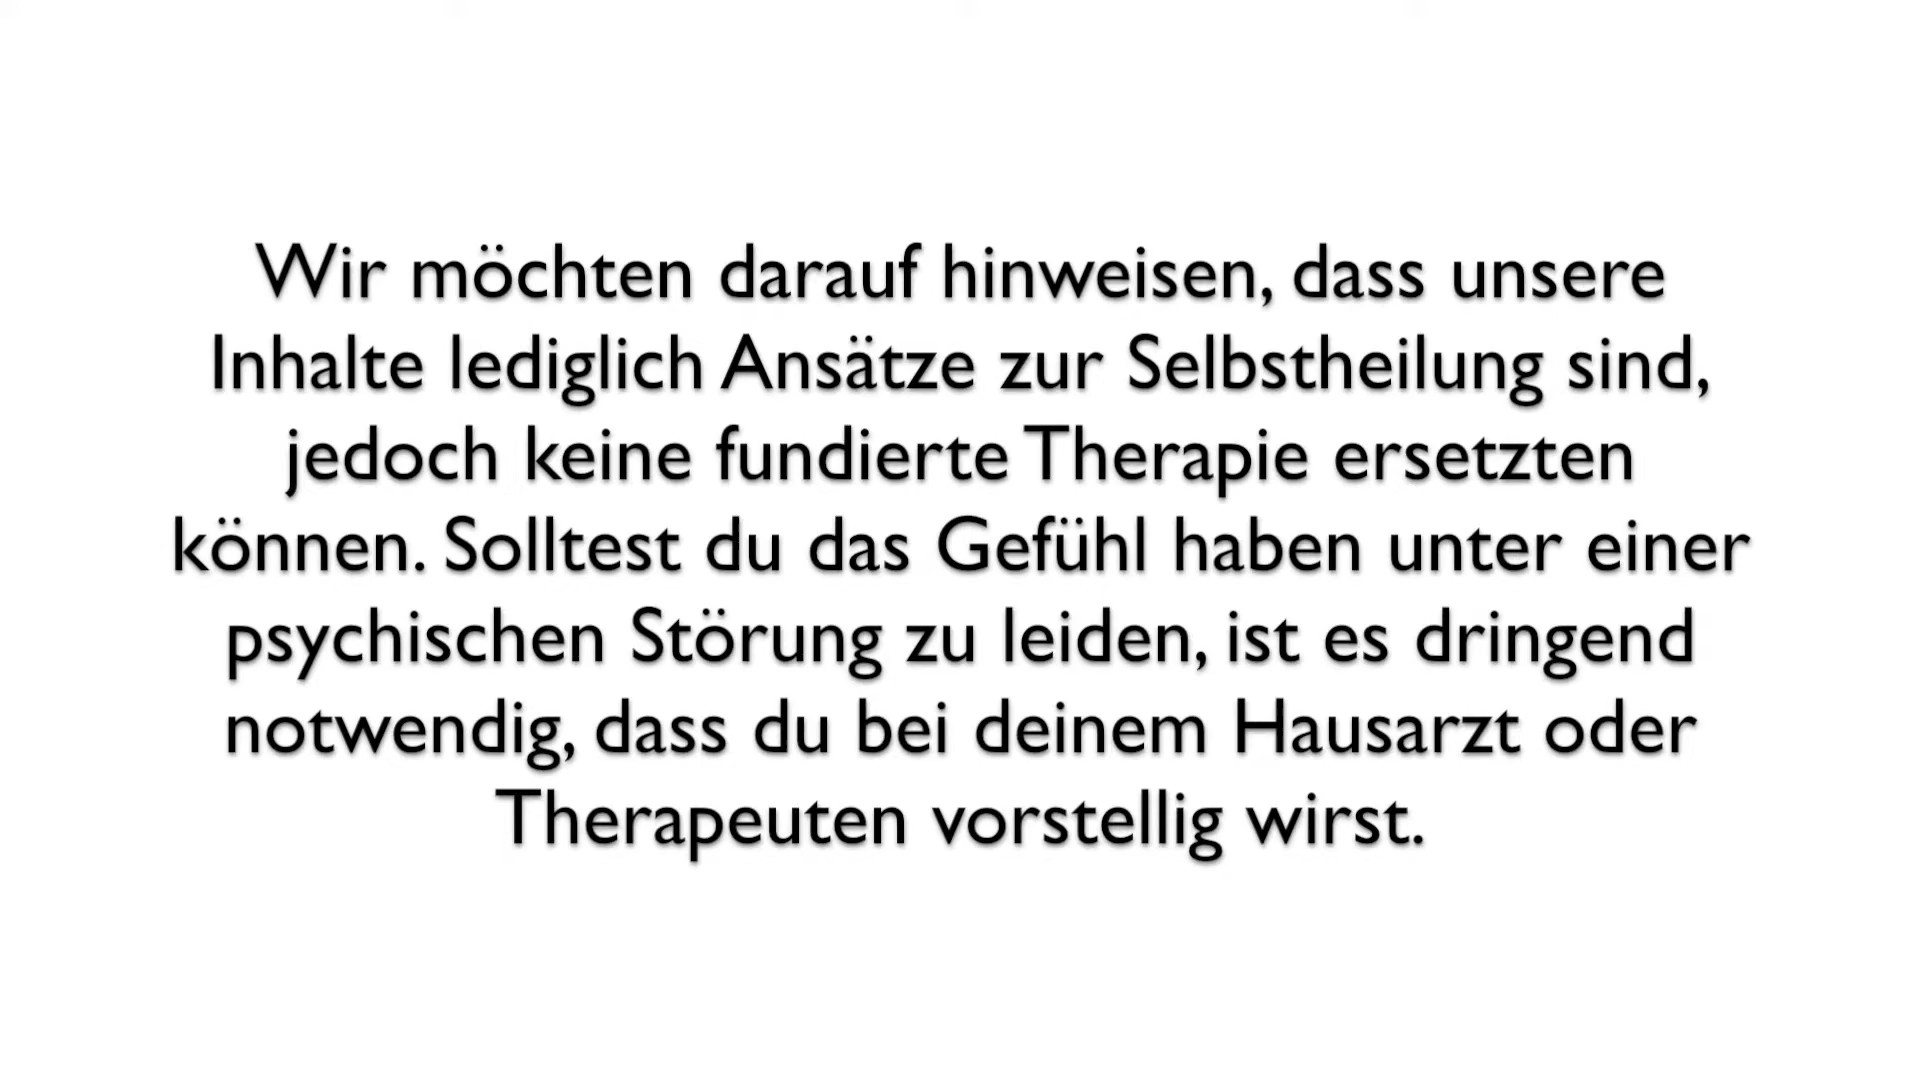 Wir möchten darauf hinweisen, dass unsere
Inhalte lediglich Ansätze zur Selbstheilung sind,
jedoch keine fundierte Therapie ersetzten
können. Solltest du das Gefühl haben unter einer
psychischen Störung zu leiden, ist es dringend
notwendig, dass du bei deinem Hausarzt oder
Therapeuten vorstellig wirst.